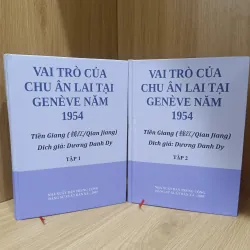 VAI TRÒ CỦA
CHU ÂN LAI TẠI
GENÈVE NĂM
1954
Tiền Giang (钱江/Qian Jiang)
Dịch giả: Dương Danh Dy
TẬP 1
VAI TRÒ CỦA
CHU ÂN LAI TẠI
GENÈVE NĂM
1954
Tiền Giang (钱江/Qian Jiang)
Dịch giả: Dương Danh Dy
TẬP 2